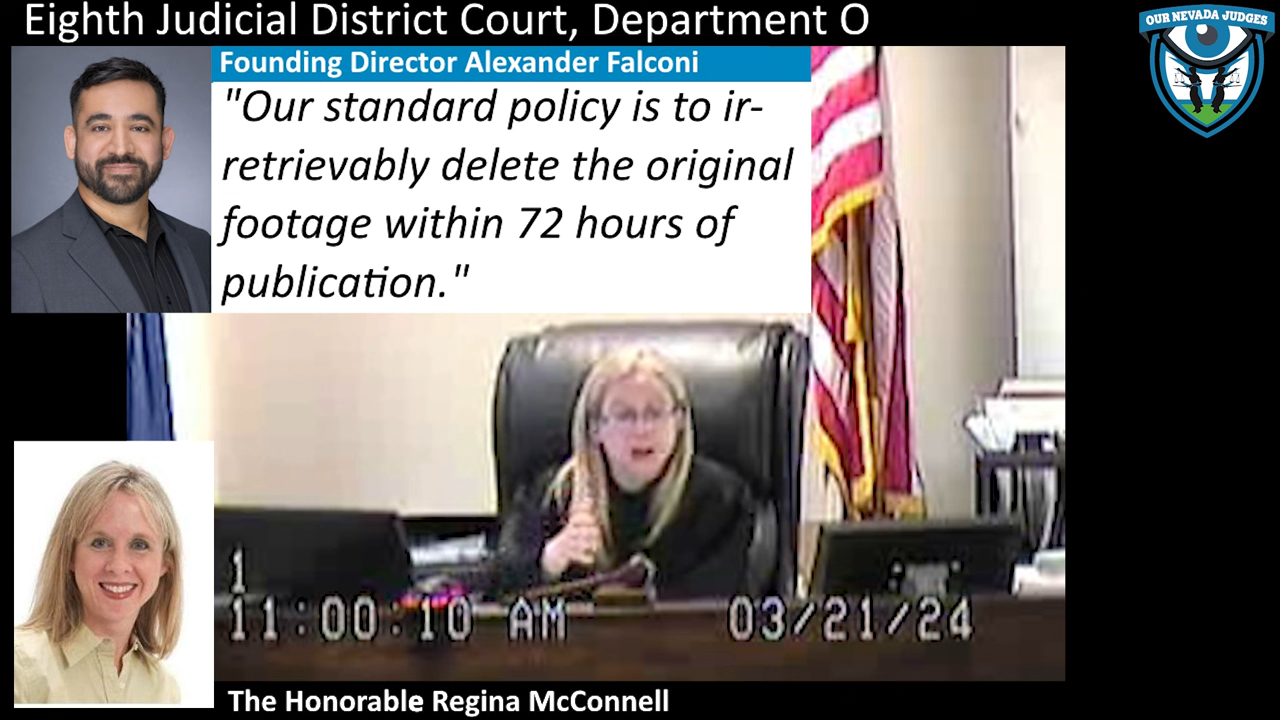 Eighth Judicial District Court, Department O
OUR NEVADA JUDGES
Founding Director Alexander Falconi
"Our standard policy is to ir-
retrievably delete the original
footage within 72 hours of
publication."
1
11:00:10 AM 03/21/24
The Honorable Regina McConnell